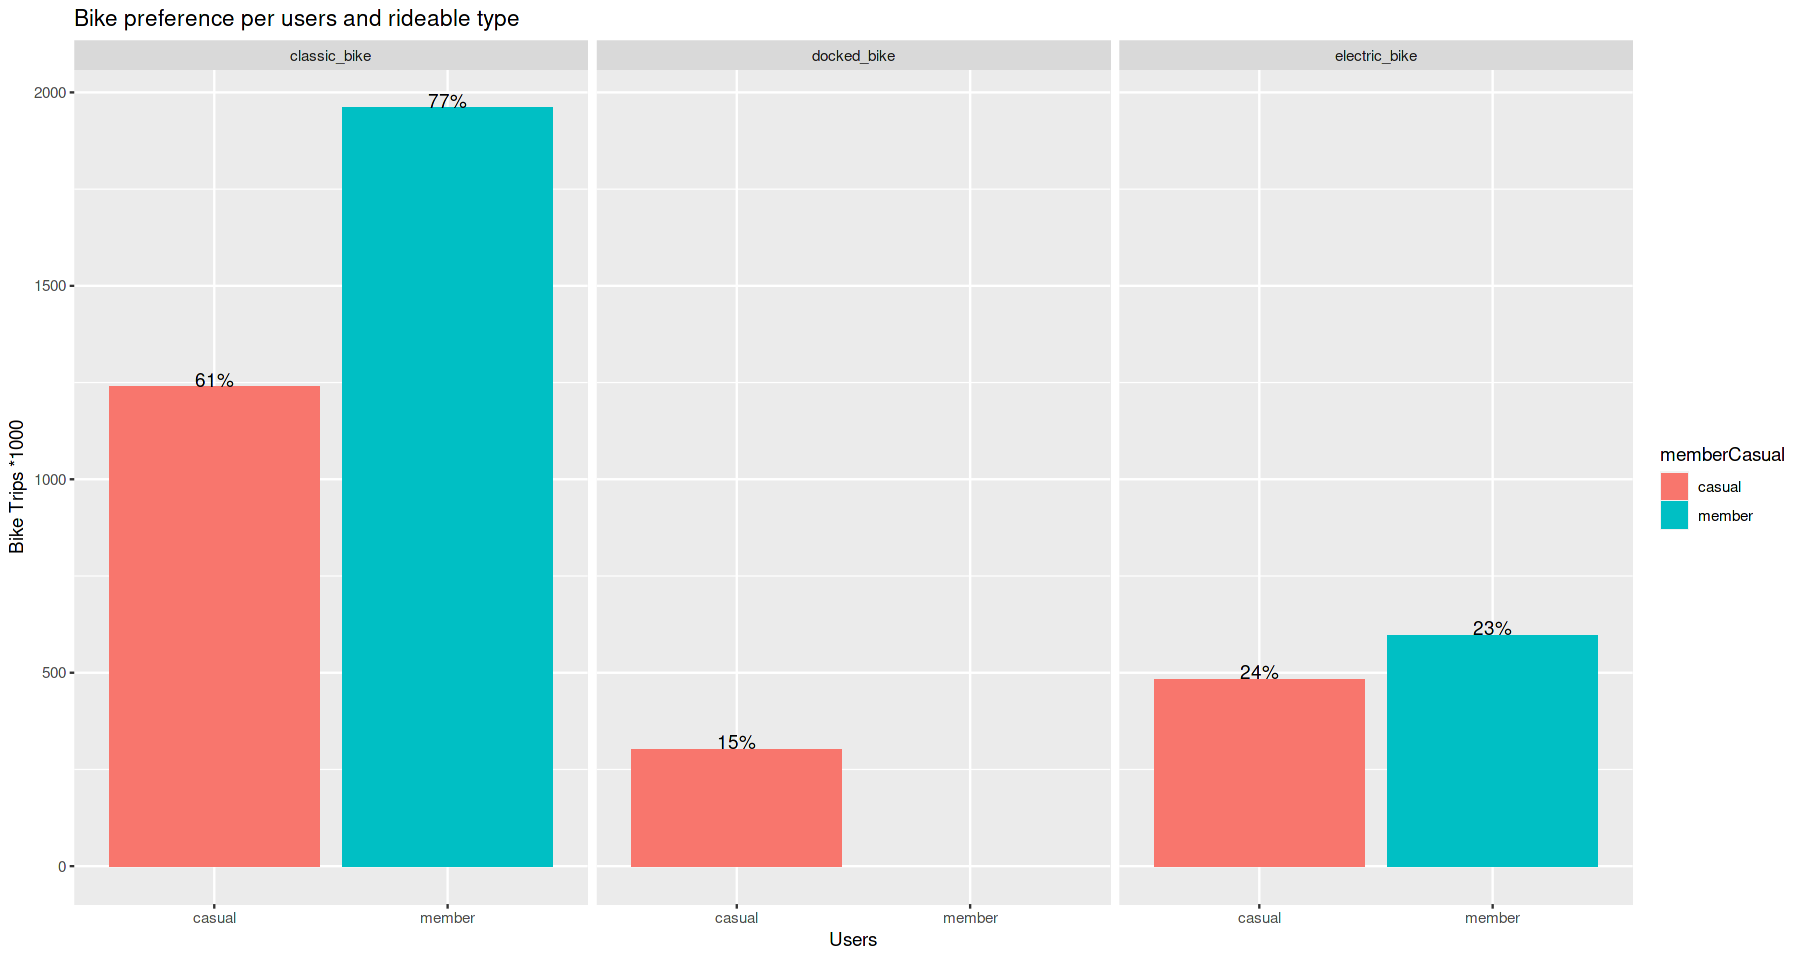 Bike preference per users and rideable type
classic_bike
docked_bike
electric_bike
2000
1500
1000
500
0
Bike Trips *1000
61%
77%
15%
24%
23%
casual
member
casual
member
casual
member
Users
memberCasual
casual
member